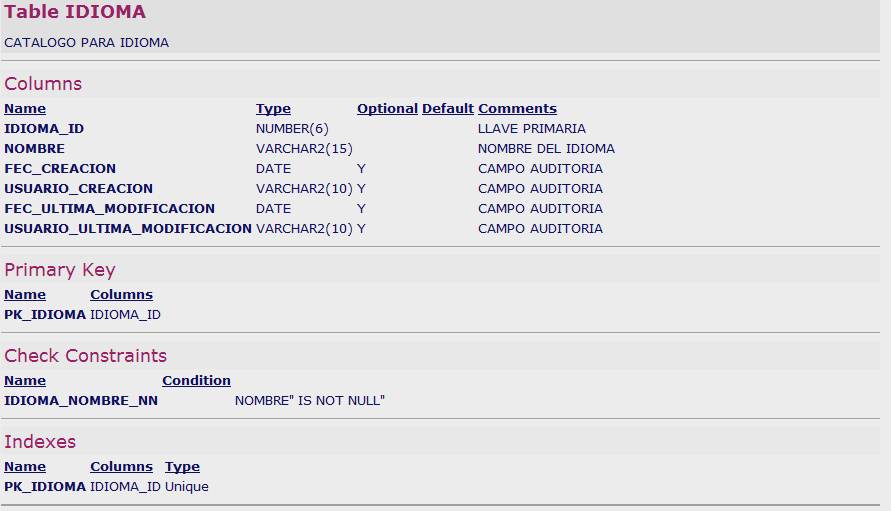 Table IDIOMA
CATALOGO PARA IDIOMA
Columns
Name Type Optional Default Comments
IDIOMA_ID NUMBER(6) LLAVE PRIMARIA
NOMBRE VARCHAR2(15) NOMBRE DEL IDIOMA
FEC_CREACION DATE Y CAMPO AUDITORIA
USUARIO_CREACION VARCHAR2(10) Y CAMPO AUDITORIA
FEC_ULTIMA_MODIFICACION DATE Y CAMPO AUDITORIA
USUARIO_ULTIMA_MODIFICACION VARCHAR2(10) Y CAMPO AUDITORIA
Primary Key
Name Columns
PK_IDIOMA IDIOMA_ID
Check Constraints
Name Condition
IDIOMA_NOMBRE_NN NOMBRE" IS NOT NULL"
Indexes
Name Columns Type
PK_IDIOMA IDIOMA_ID Unique